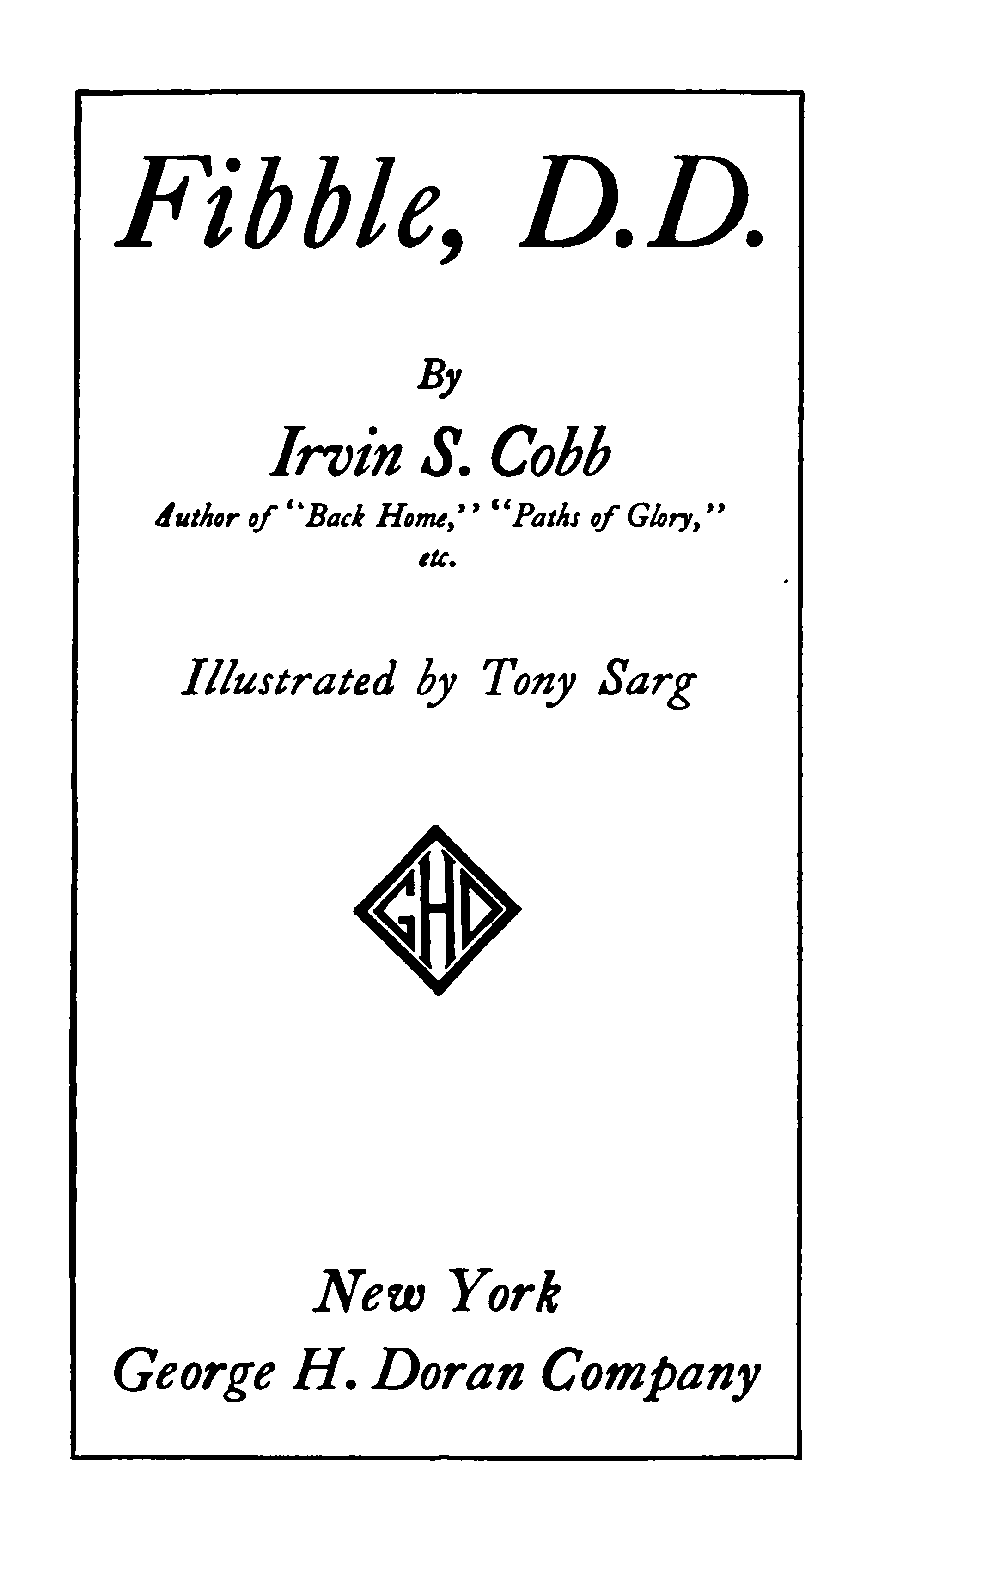 Fibble, D.D.
By
Irvin S. Cobb
Author of "Back Home," "Paths of Glory,"
etc.
Illustrated by Tony Sarg
GHD
New York
George H. Doran Company